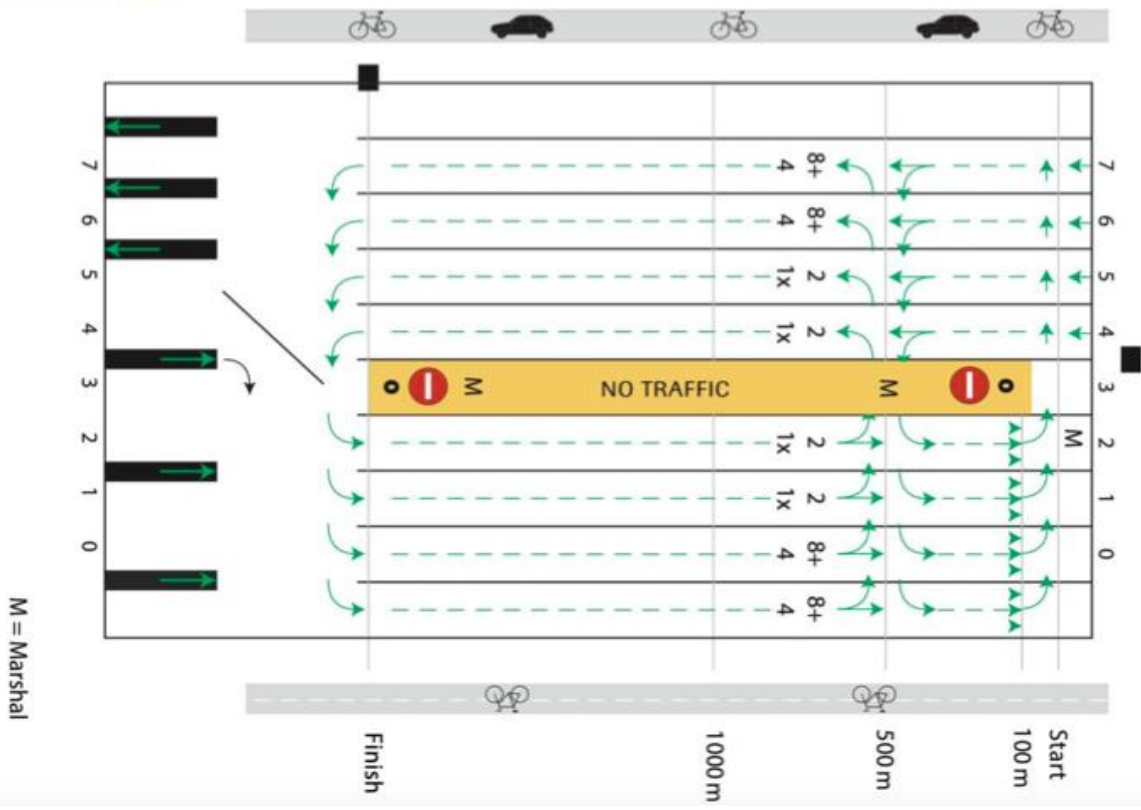 7 4 8+ 7
6 4 8+ 6
5 1x 2 5
4 1x 2 4
3 0 M NO TRAFFIC M 0 3
2 1x 2 M 2
1 1x 2 1
0 4 8+ 0
4 8+
M = Marshal
Finish
1000 m
500 m
100 m
Start